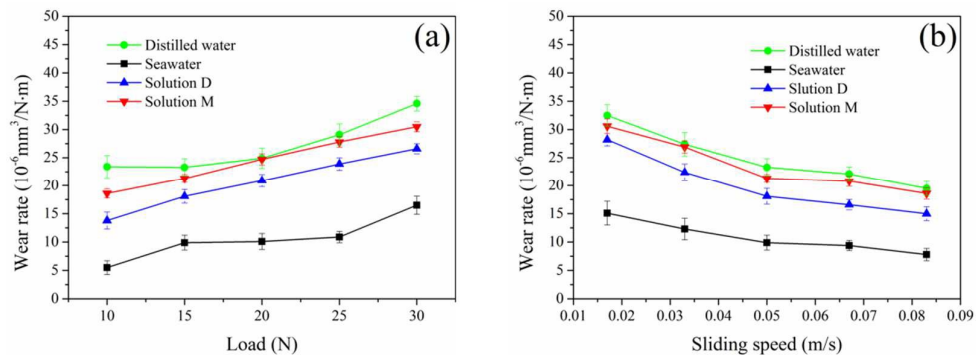 (a)
Distilled water
Seawater
Solution D
Solution M
Wear rate (10⁻⁶mm³/N·m)
50
45
40
35
30
25
20
15
10
5
0
10 15 20 25 30
Load (N)
(b)
Distilled water
Seawater
Slution D
Solution M
Wear rate (10⁻⁶mm³/N·m)
50
45
40
35
30
25
20
15
10
5
0
0.01 0.02 0.03 0.04 0.05 0.06 0.07 0.08 0.09
Sliding speed (m/s)